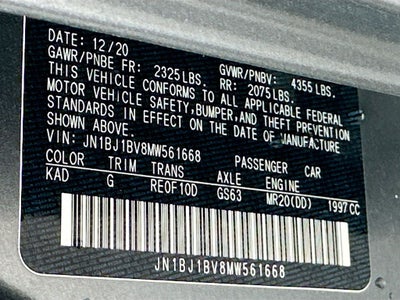 DATE: 12/20
GAWR/PNBE FR: 2325LBS. GVWR/PNBV: 4355LBS.
RR: 2075LBS.
THIS VEHICLE CONFORMS TO ALL APPLICABLE FEDERAL
MOTOR VEHICLE SAFETY,BUMPER,AND THEFT PREVENTION
STANDARDS IN EFFECT ON THE DATE OF MANUFACTURE
SHOWN ABOVE.
VIN: JN1BJ1BV8MW561668 PASSENGER CAR
COLOR TRIM TRANS AXLE ENGINE
KAD G RE0F10D GS63 MR20(DD) 1997CC
JN1BJ1BV8MW561668